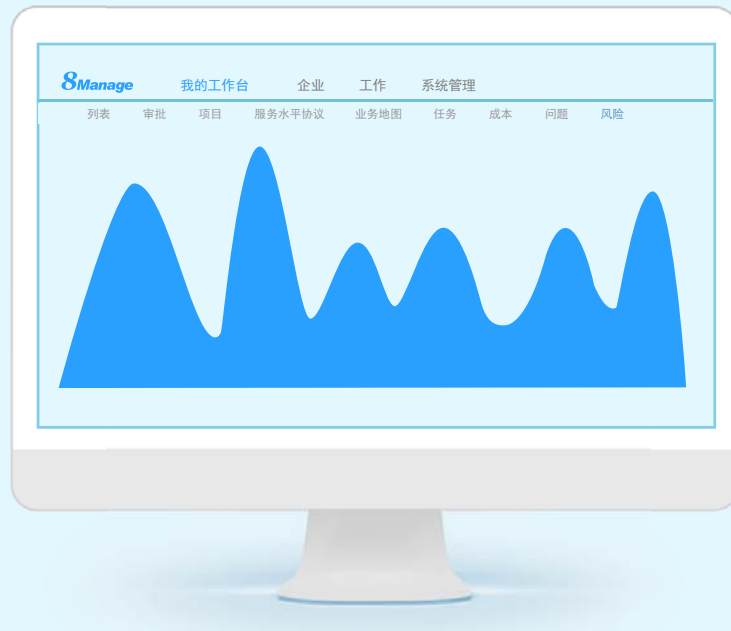 8Manage 我的工作台 企业 工作 系统管理
列表 审批 项目 服务水平协议 业务地图 任务 成本 问题 风险